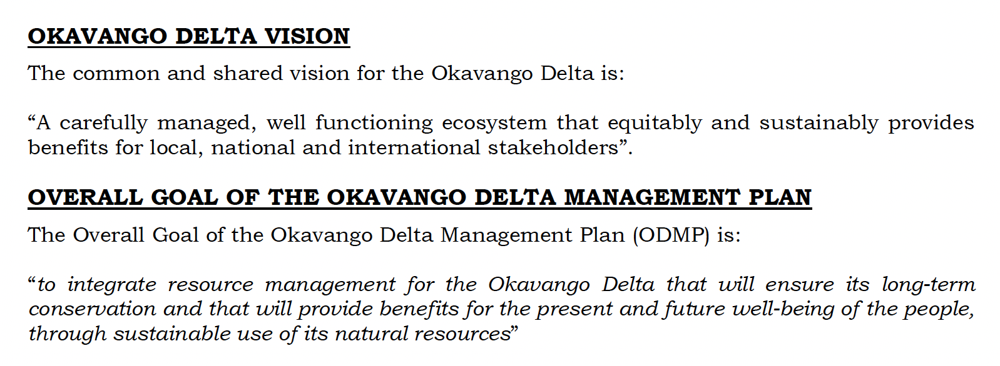 OKAVANGO DELTA VISION
The common and shared vision for the Okavango Delta is:
“A carefully managed, well functioning ecosystem that equitably and sustainably provides
benefits for local, national and international stakeholders”.
OVERALL GOAL OF THE OKAVANGO DELTA MANAGEMENT PLAN
The Overall Goal of the Okavango Delta Management Plan (ODMP) is:
“to integrate resource management for the Okavango Delta that will ensure its long-term
conservation and that will provide benefits for the present and future well-being of the people,
through sustainable use of its natural resources”